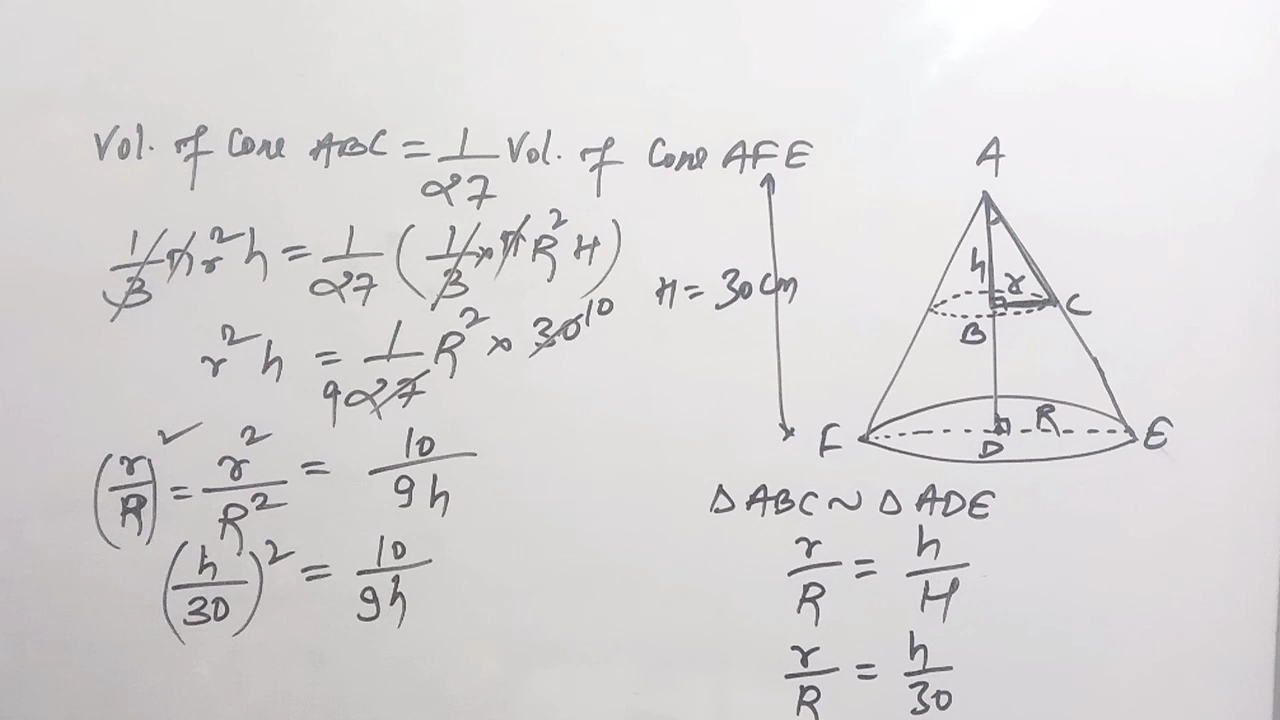 Vol. of Cone ABC = 1/27 Vol. of Cone AFE
1/3 π r² h = 1/27 ( 1/3 × π R² H )
H = 30 cm
r² h = 1/27 9 R² × 30 10
(r/R)² = r²/R² = 10/9h
(h/30)² = 10/9h
A
h
r
B
C
F
D
R
E
Δ ABC ~ Δ ADE
r/R = h/H
r/R = h/30